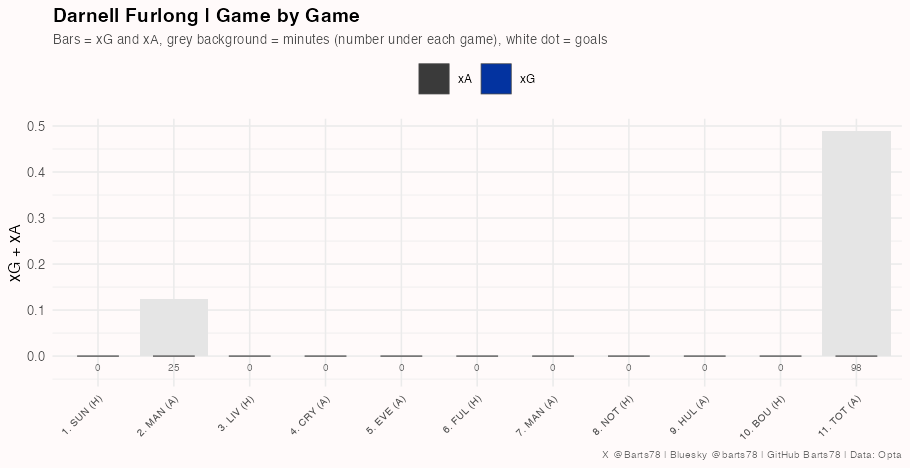 Darnell Furlong | Game by Game
Bars = xG and xA, grey background = minutes (number under each game), white dot = goals
xA xG
xG + xA
0.5
0.4
0.3
0.2
0.1
0.0
0 25 0 0 0 0 0 0 0 0 98
1. SUN (H)
2. MAN (A)
3. LIV (H)
4. CRY (A)
5. EVE (A)
6. FUL (H)
7. MAN (A)
8. NOT (H)
9. HUL (A)
10. BOU (H)
11. TOT (A)
X @Barts78 | Bluesky @barts78 | GitHub Barts78 | Data: Opta